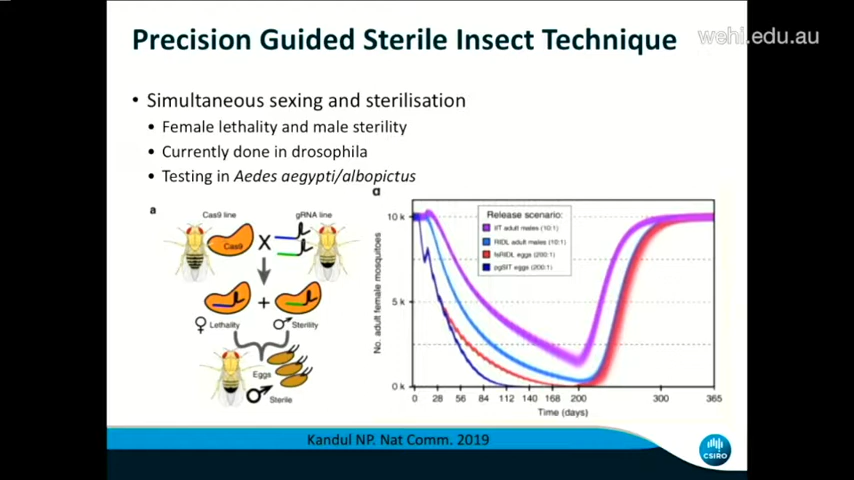 Precision Guided Sterile Insect Technique
wehi.edu.au
• Simultaneous sexing and sterilisation
• Female lethality and male sterility
• Currently done in drosophila
• Testing in Aedes aegypti/albopictus
a
Cas9 line
gRNA line
Cas9
X
+
♀ Lethality
♂ Sterility
Eggs
♂ Sterile
d
No. adult female mosquitoes
10 k
5 k
0 k
Release scenario:
IIT adult males (10:1)
RIDL adult males (10:1)
fsRIDL eggs (200:1)
pgSIT eggs (200:1)
0 28 56 84 112 140 168 200 300 365
Time (days)
Kandul NP. Nat Comm. 2019
CSIRO